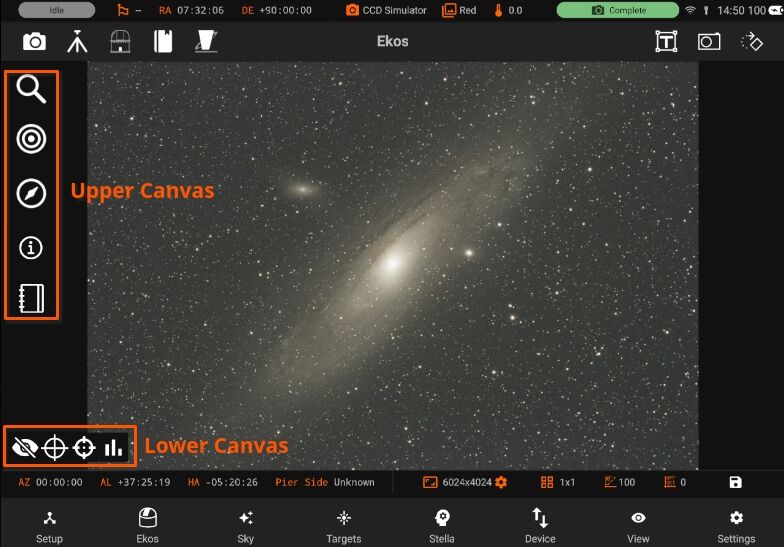 Idle -- RA 07:32:06 DE +90:00:00 CCD Simulator Red 0.0 Complete 14:50 100
T Ekos
Upper Canvas
Lower Canvas
AZ 00:00:00 AL +37:25:19 HA -05:20:26 Pier Side Unknown 6024x4024 1x1 100 0
Setup Ekos Sky Targets Stella Device View Settings